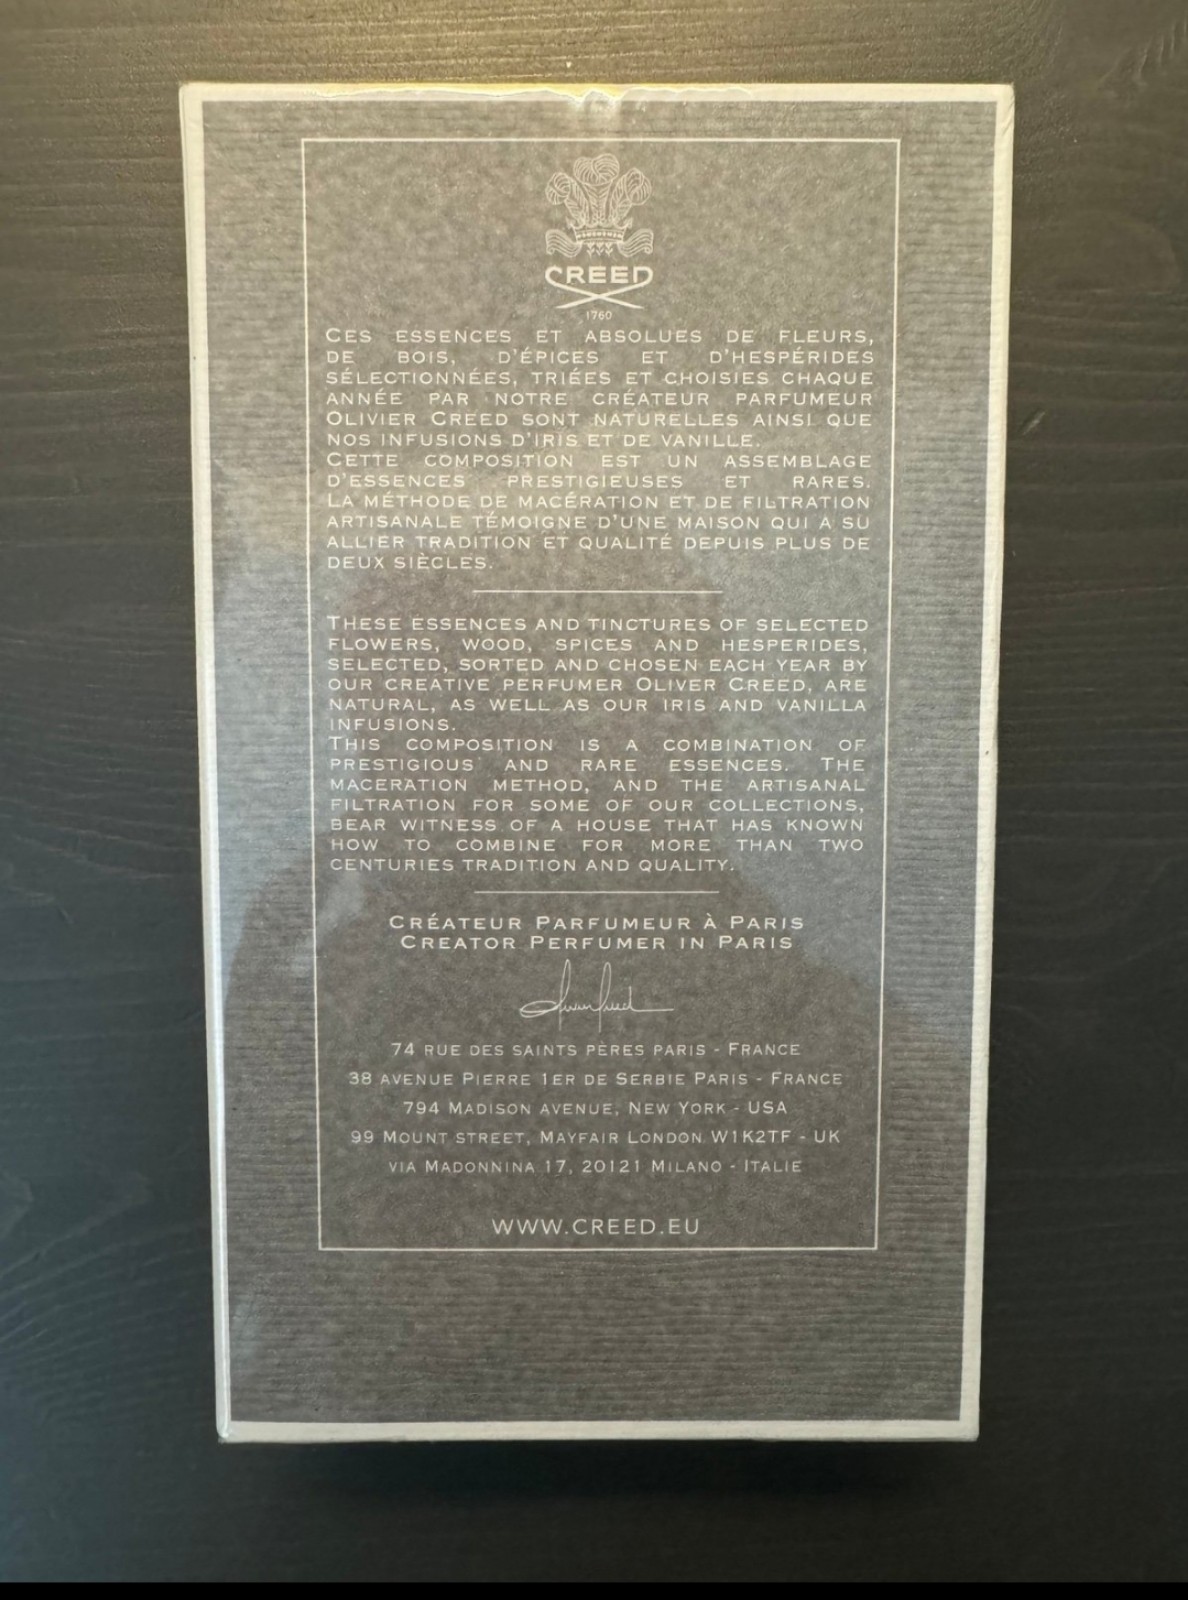 CREED
1760
CES ESSENCES ET ABSOLUES DE FLEURS,
DE BOIS, D'ÉPICES ET D'HESPÉRIDES
SÉLECTIONNÉES, TRIÉES ET CHOISIES CHAQUE
ANNÉE PAR NOTRE CRÉATEUR PARFUMEUR
OLIVIER CREED SONT NATURELLES AINSI QUE
NOS INFUSIONS D'IRIS ET DE VANILLE.
CETTE COMPOSITION EST UN ASSEMBLAGE
D'ESSENCES PRESTIGIEUSES ET RARES.
LA MÉTHODE DE MACÉRATION ET DE FILTRATION
ARTISANALE TÉMOIGNE D'UNE MAISON QUI A SU
ALLIER TRADITION ET QUALITÉ DEPUIS PLUS DE
DEUX SIÈCLES.
THESE ESSENCES AND TINCTURES OF SELECTED
FLOWERS, WOOD, SPICES AND HESPERIDES,
SELECTED, SORTED AND CHOSEN EACH YEAR BY
OUR CREATIVE PERFUMER OLIVER CREED, ARE
NATURAL, AS WELL AS OUR IRIS AND VANILLA
INFUSIONS.
THIS COMPOSITION IS A COMBINATION OF
PRESTIGIOUS AND RARE ESSENCES. THE
MACERATION METHOD, AND THE ARTISANAL
FILTRATION FOR SOME OF OUR COLLECTIONS,
BEAR WITNESS OF A HOUSE THAT HAS KNOWN
HOW TO COMBINE FOR MORE THAN TWO
CENTURIES TRADITION AND QUALITY.
CRÉATEUR PARFUMEUR À PARIS
CREATOR PERFUMER IN PARIS
74 RUE DES SAINTS PÈRES PARIS - FRANCE
38 AVENUE PIERRE 1ER DE SERBIE PARIS - FRANCE
794 MADISON AVENUE, NEW YORK - USA
99 MOUNT STREET, MAYFAIR LONDON W1K2TF - UK
VIA MADONNINA 17, 20121 MILANO - ITALIE
WWW.CREED.EU